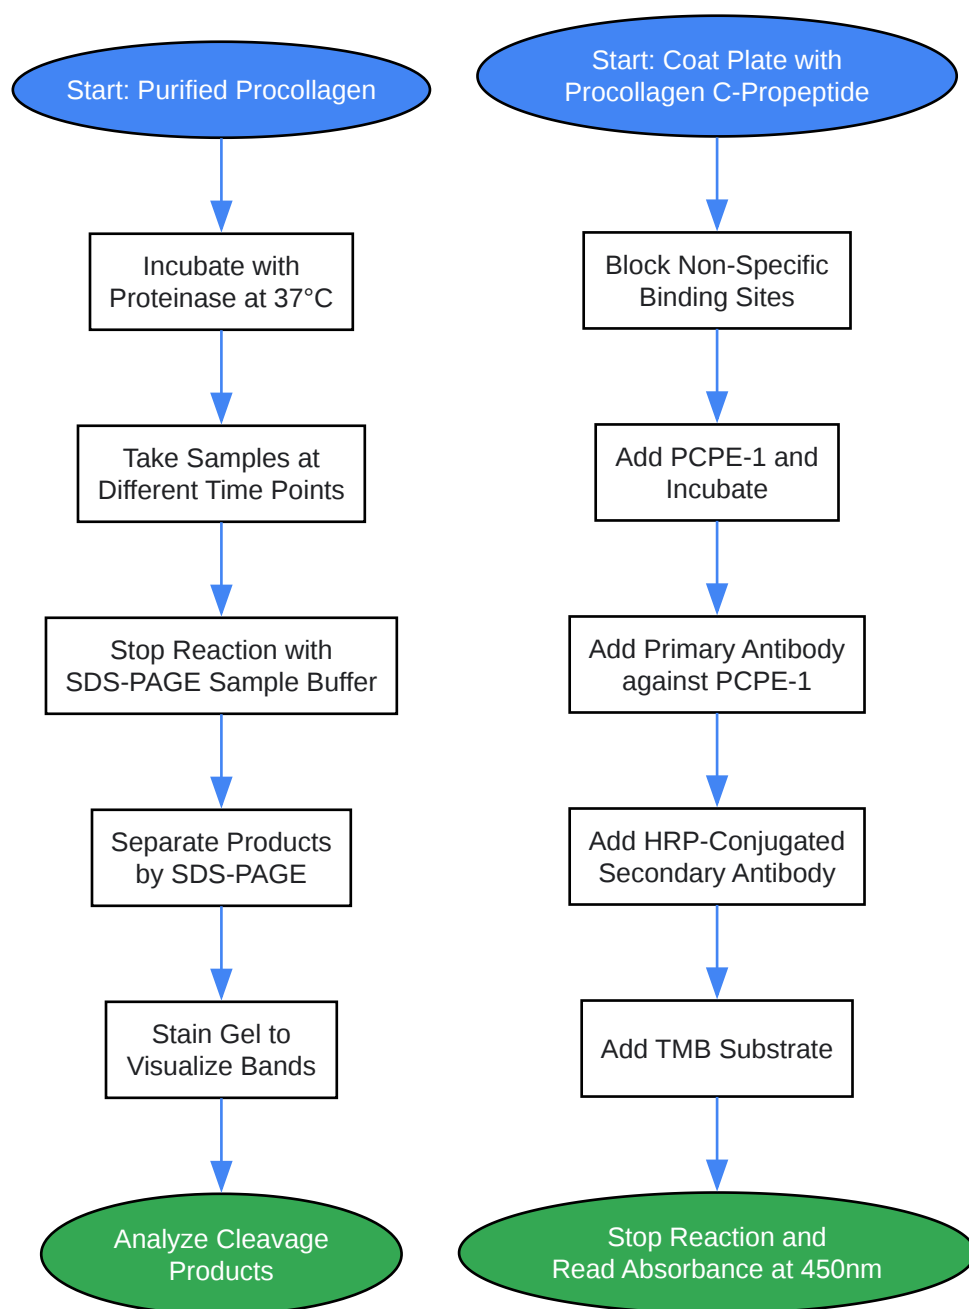 Start: Purified Procollagen
Incubate with
Proteinase at 37°C
Take Samples at
Different Time Points
Stop Reaction with
SDS-PAGE Sample Buffer
Separate Products
by SDS-PAGE
Stain Gel to
Visualize Bands
Analyze Cleavage
Products
Start: Coat Plate with
Procollagen C-Propeptide
Block Non-Specific
Binding Sites
Add PCPE-1 and
Incubate
Add Primary Antibody
against PCPE-1
Add HRP-Conjugated
Secondary Antibody
Add TMB Substrate
Stop Reaction and
Read Absorbance at 450nm